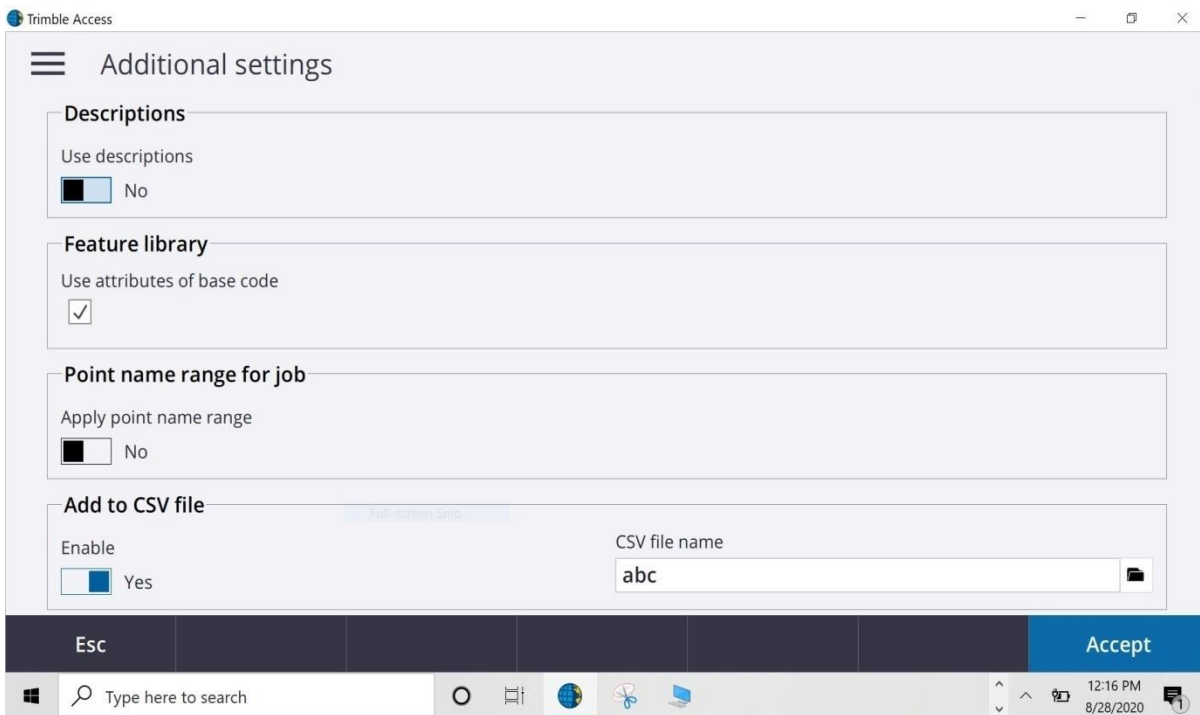 Trimble Access
Additional settings
Descriptions
Use descriptions
No
Feature library
Use attributes of base code
Point name range for job
Apply point name range
No
Add to CSV file
Full-screen Snip
Enable
Yes
CSV file name
abc
Esc
Accept
Type here to search
12:16 PM
8/28/2020
1